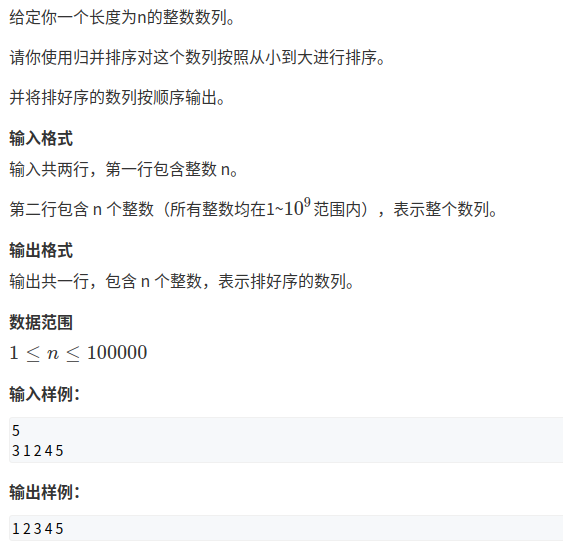 给定你一个长度为n的整数数列。
请你使用归并排序对这个数列按照从小到大进行排序。
并将排好序的数列按顺序输出。
输入格式
输入共两行，第一行包含整数 n。
第二行包含 n 个整数（所有整数均在1~10⁹范围内），表示整个数列。
输出格式
输出共一行，包含 n 个整数，表示排好序的数列。
数据范围
1 ≤ n ≤ 100000
输入样例：
5
3 1 2 4 5
输出样例：
1 2 3 4 5